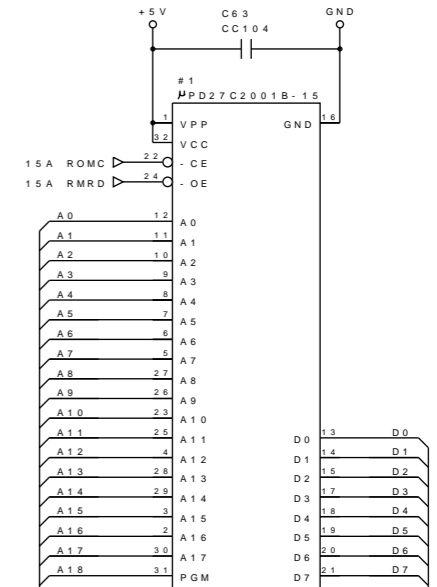 +5V
C63
GND
CC104
#1
μPD27C2001B-15
1
VPP
GND
16
32
VCC
15A ROMC
22
-CE
15A RMRD
24
-OE
A0 12 A0
A1 11 A1
A2 10 A2
A3 9 A3
A4 8 A4
A5 7 A5
A6 6 A6
A7 5 A7
A8 27 A8
A9 26 A9
A10 23 A10
A11 25 A11 D0 13 D0
A12 4 A12 D1 14 D1
A13 28 A13 D2 15 D2
A14 29 A14 D3 17 D3
A15 3 A15 D4 18 D4
A16 2 A16 D5 19 D5
A17 30 A17 D6 20 D6
A18 31 PGM D7 21 D7